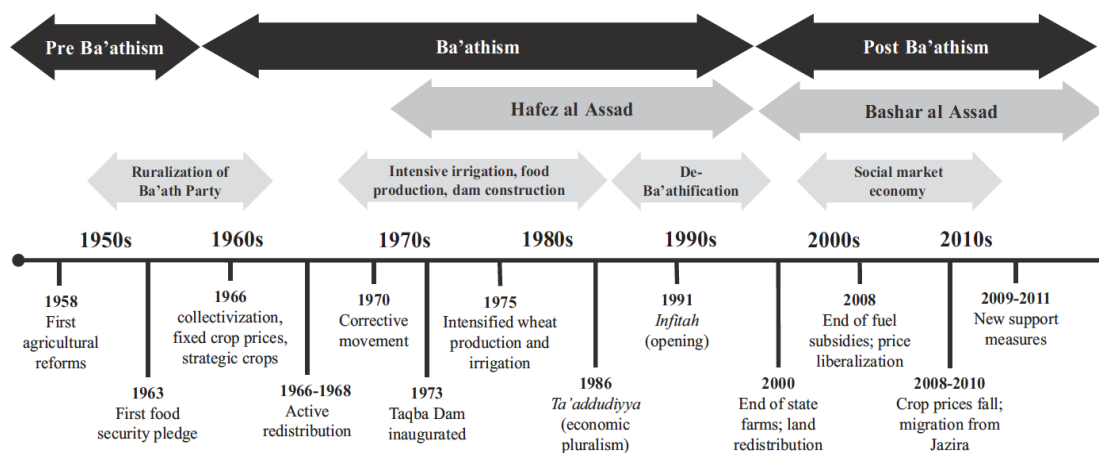 Pre Ba’athism
Ba’athism
Post Ba’athism
Hafez al Assad
Bashar al Assad
Ruralization of
Ba’ath Party
Intensive irrigation, food
production, dam construction
De-
Ba’athification
Social market
economy
1950s
1960s
1970s
1980s
1990s
2000s
2010s
1958
First
agricultural
reforms
1963
First food
security pledge
1966
collectivization,
fixed crop prices,
strategic crops
1966-1968
Active
redistribution
1970
Corrective
movement
1973
Taqba Dam
inaugurated
1975
Intensified wheat
production and
irrigation
1986
Ta’addudiyya
(economic
pluralism)
1991
Infitah
(opening)
2000
End of state
farms; land
redistribution
2008
End of fuel
subsidies; price
liberalization
2008-2010
Crop prices fall;
migration from
Jazira
2009-2011
New support
measures